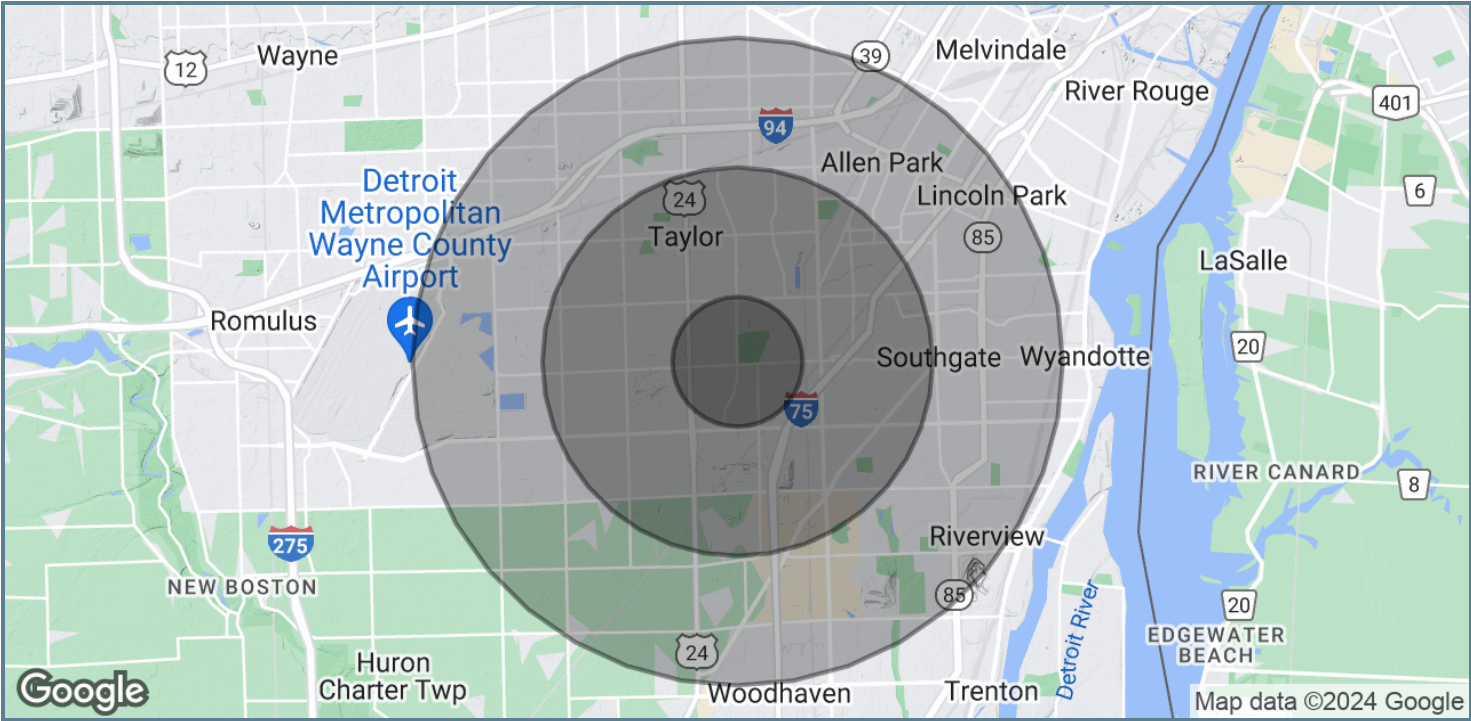 39
Melvindale
Wayne
12
River Rouge
401
94
Allen Park
Detroit
Metropolitan
Wayne County
Airport
24
Lincoln Park
6
Taylor
85
LaSalle
Romulus
20
Southgate
Wyandotte
75
RIVER CANARD
8
Riverview
275
NEW BOSTON
85
20
Detroit River
EDGEWATER
BEACH
24
Huron
Charter Twp
Woodhaven
Trenton
Google
Map data ©2024 Google